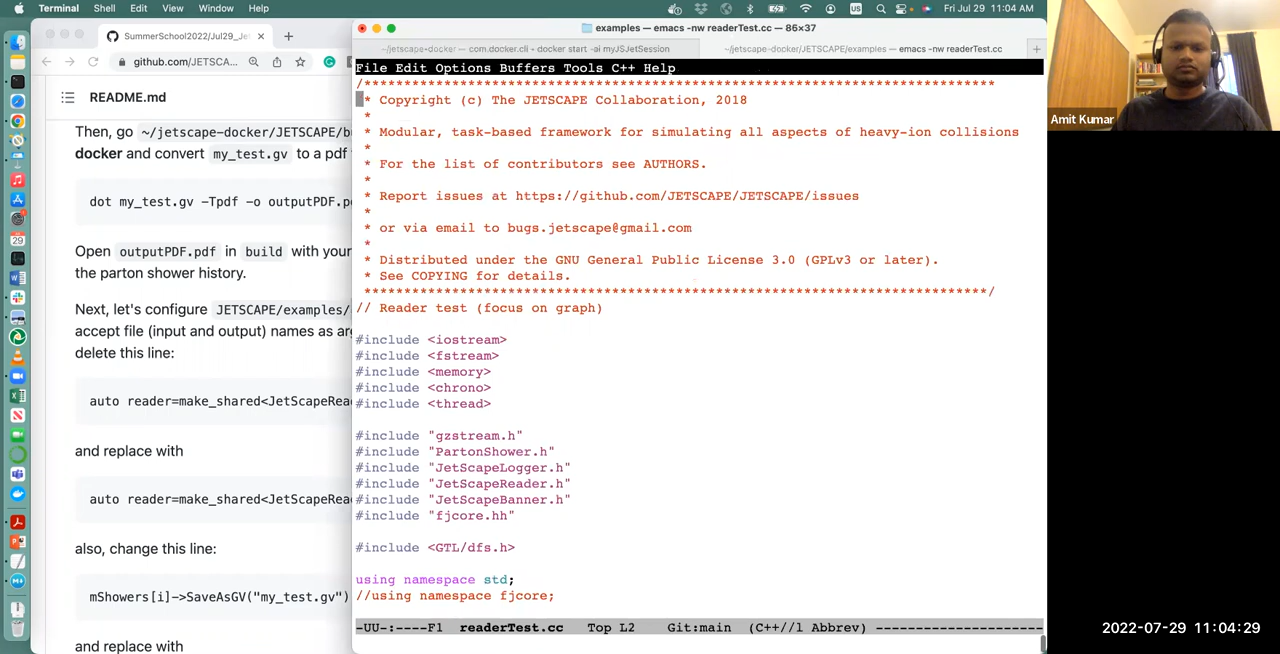 Terminal Shell Edit View Window Help
US Fri Jul 29 11:04 AM
SummerSchool2022/Jul29_Je
github.com/JETSCA...
README.md
Then, go ~/jetscape-docker/JETSCAPE/bu
docker and convert my_test.gv to a pdf
dot my_test.gv -Tpdf -o outputPDF.p
Open outputPDF.pdf in build with your
the parton shower history.
Next, let's configure JETSCAPE/examples/
accept file (input and output) names as ar
delete this line:
auto reader=make_shared<JetScapeRea
and replace with
auto reader=make_shared<JetScapeRea
also, change this line:
mShowers[i]->SaveAsGV("my_test.gv")
and replace with
examples — emacs -nw readerTest.cc — 86×37
~/jetscape-docker — com.docker.cli ◂ docker start -ai myJSJetSession
~/jetscape-docker/JETSCAPE/examples — emacs -nw readerTest.cc
File Edit Options Buffers Tools C++ Help
/*******************************************************************************
* Copyright (c) The JETSCAPE Collaboration, 2018
*
* Modular, task-based framework for simulating all aspects of heavy-ion collisions
*
* For the list of contributors see AUTHORS.
*
* Report issues at https://github.com/JETSCAPE/JETSCAPE/issues
*
* or via email to bugs.jetscape@gmail.com
*
* Distributed under the GNU General Public License 3.0 (GPLv3 or later).
* See COPYING for details.
******************************************************************************/
// Reader test (focus on graph)
#include <iostream>
#include <fstream>
#include <memory>
#include <chrono>
#include <thread>
#include "gzstream.h"
#include "PartonShower.h"
#include "JetScapeLogger.h"
#include "JetScapeReader.h"
#include "JetScapeBanner.h"
#include "fjcore.hh"
#include <GTL/dfs.h>
using namespace std;
//using namespace fjcore;
-UU-:----F1 readerTest.cc Top L2 Git:main (C++//l Abbrev) ---------------------
Amit Kumar
2022-07-29 11:04:29